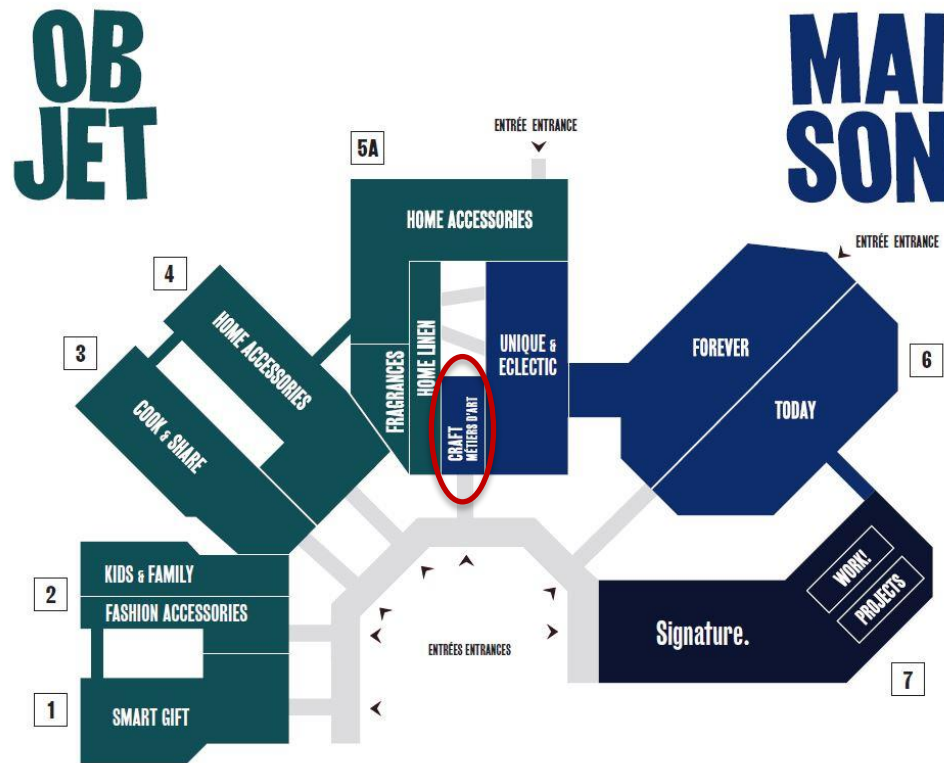 OB
JET
MAI
SON
ENTRÉE ENTRANCE
5A
HOME ACCESSORIES
ENTRÉE ENTRANCE
4
HOME ACCESSORIES
3
COOK & SHARE
FRAGRANCES
HOME LINEN
CRAFT
MÉTIERS D'ART
UNIQUE &
ECLECTIC
FOREVER
TODAY
6
2
KIDS & FAMILY
FASHION ACCESSORIES
1
SMART GIFT
ENTRÉES ENTRANCES
Signature.
WORK!
PROJECTS
7